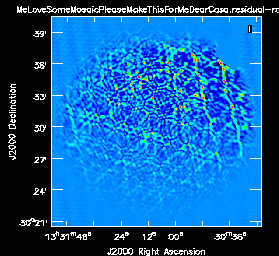 MeLoveSomeMosaicPleaseMakeThisForMeDearCasa.residual-ra
39'
36'
33'
30'
27'
24'
30°21'
J2000 Declination
13ʰ31ᵐ48ˢ 24ˢ 12ˢ 00ˢ 30ᵐ36ˢ
J2000 Right Ascension